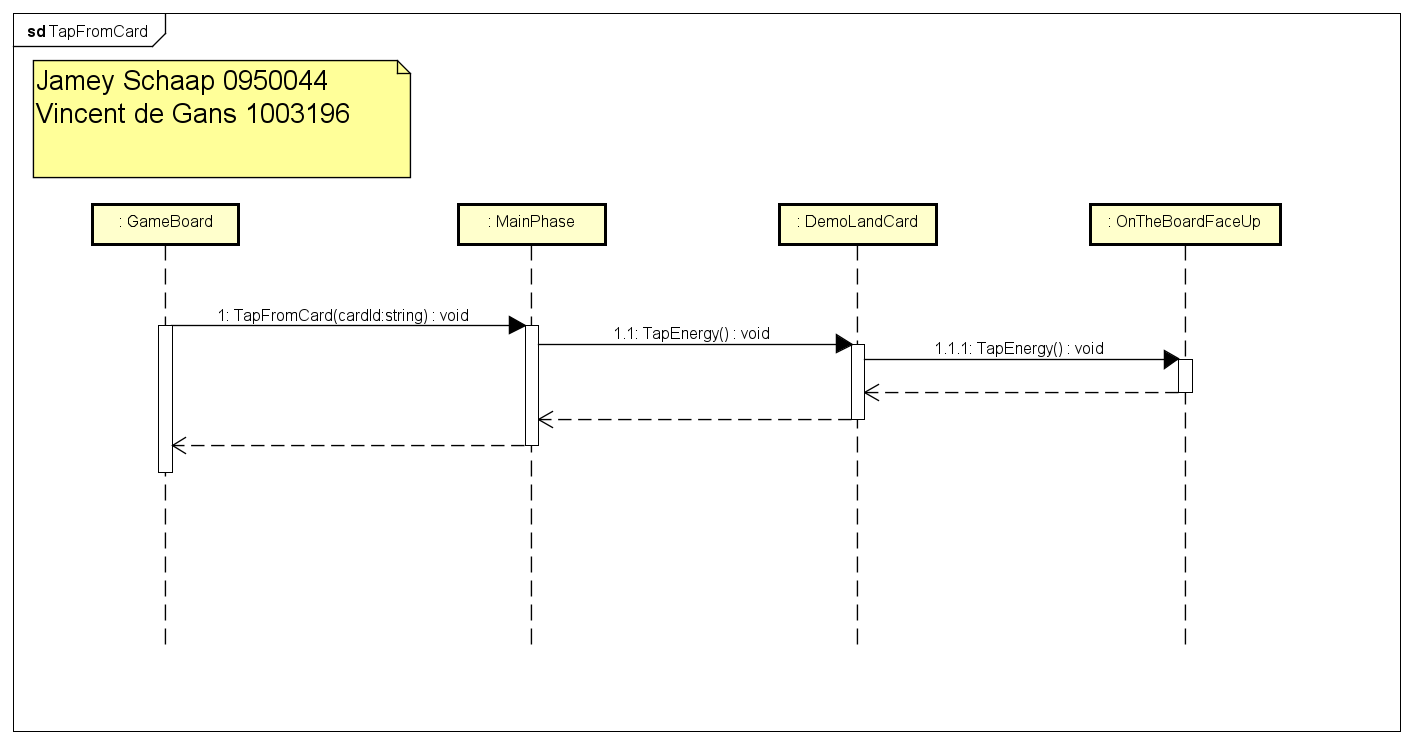 sd TapFromCard
Jamey Schaap 0950044
Vincent de Gans 1003196
: GameBoard
: MainPhase
: DemoLandCard
: OnTheBoardFaceUp
1: TapFromCard(cardId:string) : void
1.1: TapEnergy() : void
1.1.1: TapEnergy() : void